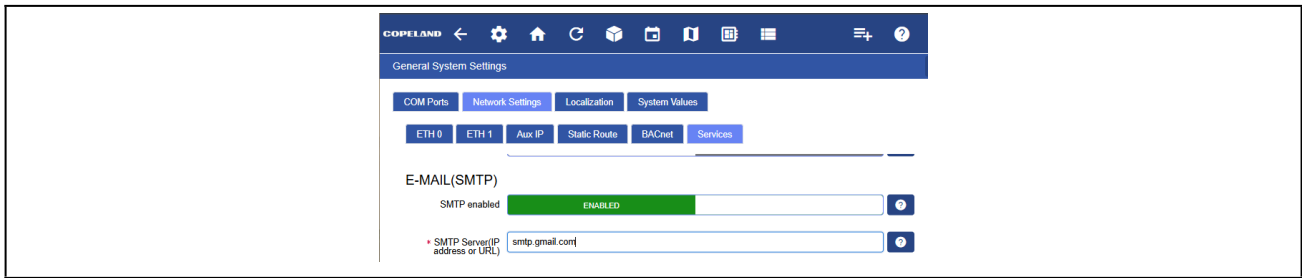 COPELAND
General System Settings
COM Ports Network Settings Localization System Values
ETH 0 ETH 1 Aux IP Static Route BACnet Services
E-MAIL(SMTP)
SMTP enabled ENABLED ?
* SMTP Server(IP address or URL) smtp.gmail.com ?